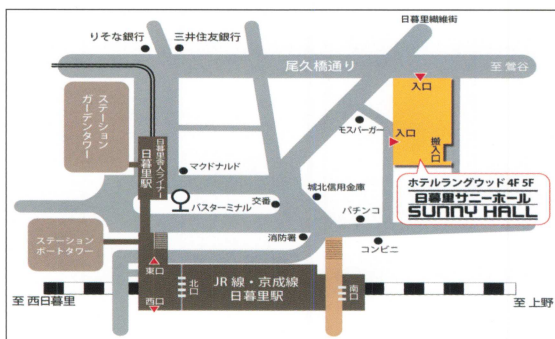 日暮里繊維街
りそな銀行
三井住友銀行
尾久橋通り
至 鶯谷
ステーション
ガーデンタワー
日暮里舎人ライナー
日暮里駅
マクドナルド
バスターミナル
交番
モスバーガー
入口
入口
搬入口
城北信用金庫
パチンコ
ホテルラングウッド 4F 5F
日暮里サニーホール
SUNNY HALL
ステーション
ポートタワー
消防署
コンビニ
東口
北口
JR 線・京成線
日暮里駅
南口
西口
至 西日暮里
至 上野